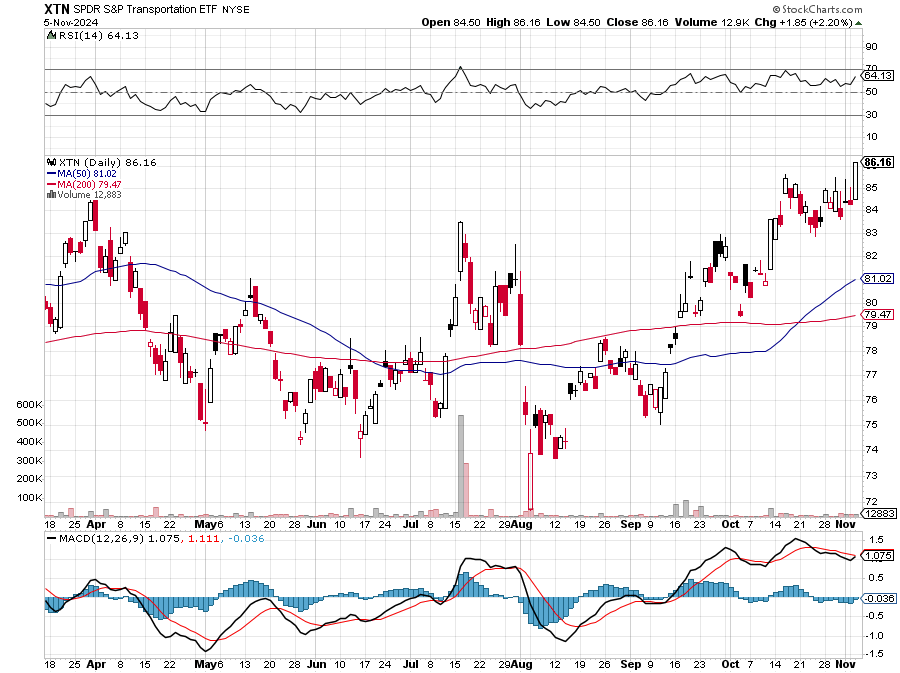 XTN SPDR S&P Transportation ETF NYSE
© StockCharts.com
5-Nov-2024
Open 84.50 High 86.16 Low 84.50 Close 86.16 Volume 12.9K Chg +1.85 (+2.20%)
RSI(14) 64.13
90
70
64.13
50
30
10
XTN (Daily) 86.16
MA(50) 81.02
MA(200) 79.47
Volume 12,883
86.16
85
84
83
82
81.02
80
79.47
79
78
77
76
75
74
73
72
12883
600K
500K
400K
300K
200K
100K
18 25 Apr 8 15 22 May 6 13 20 28 Jun 10 17 24 Jul 8 15 22 29 Aug 12 19 26 Sep 9 16 23 Oct 7 14 21 28 Nov
MACD(12,26,9) 1.075, 1.111, -0.036
1.5
1.075
0.5
-0.036
-0.5
-1.0
-1.5
18 25 Apr 8 15 22 May 6 13 20 28 Jun 10 17 24 Jul 8 15 22 29 Aug 12 19 26 Sep 9 16 23 Oct 7 14 21 28 Nov